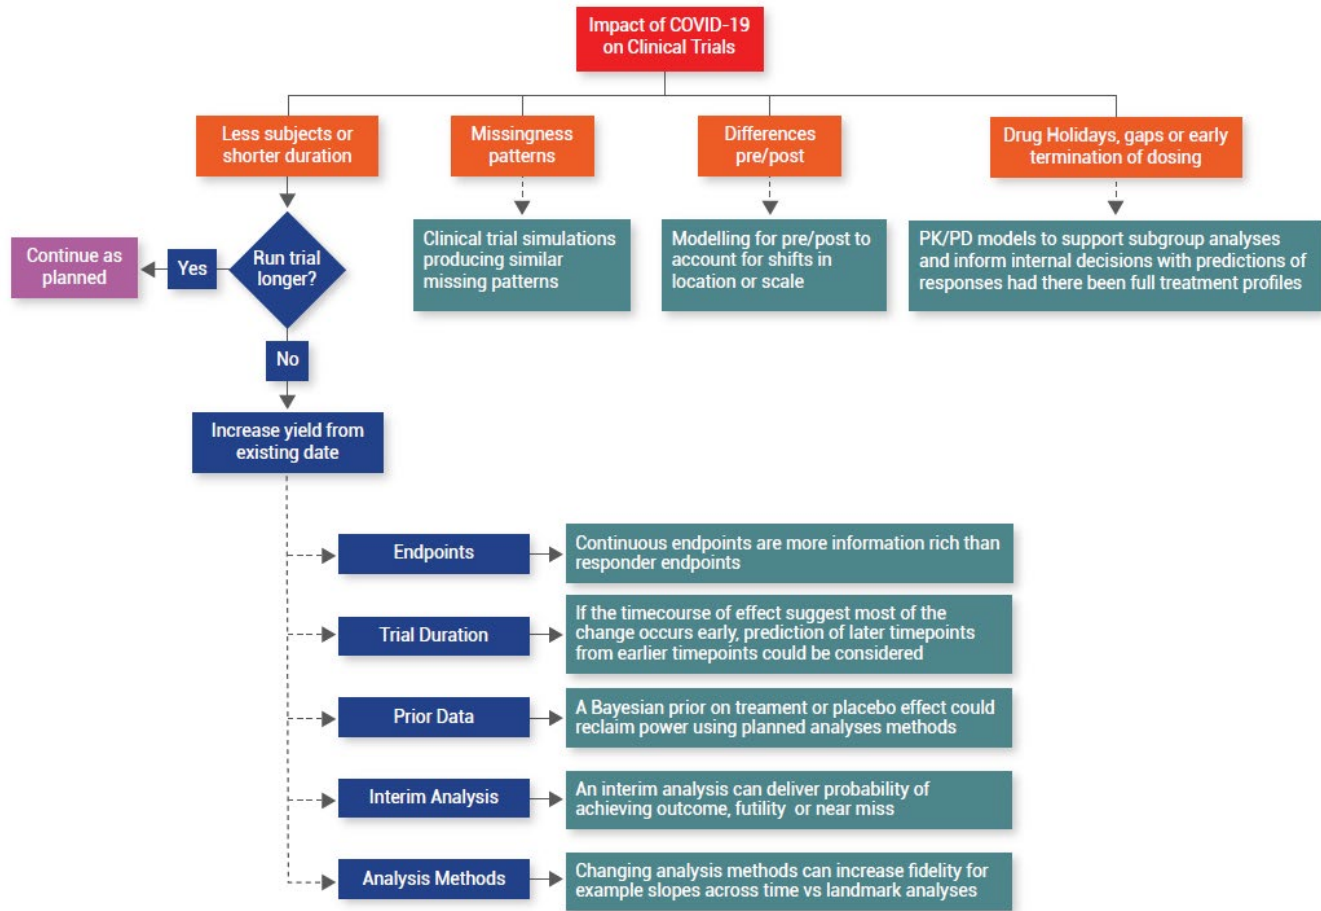 Impact of COVID-19
on Clinical Trials
Less subjects or
shorter duration
Missingness
patterns
Differences
pre/post
Drug Holidays, gaps or early
termination of dosing
Continue as
planned
Yes
Run trial
longer?
Clinical trial simulations
producing similar
missing patterns
Modelling for pre/post to
account for shifts in
location or scale
PK/PD models to support subgroup analyses
and inform internal decisions with predictions of
responses had there been full treatment profiles
No
Increase yield from
existing date
Endpoints
Continuous endpoints are more information rich than
responder endpoints
Trial Duration
If the timecourse of effect suggest most of the
change occurs early, prediction of later timepoints
from earlier timepoints could be considered
Prior Data
A Bayesian prior on treament or placebo effect could
reclaim power using planned analyses methods
Interim Analysis
An interim analysis can deliver probability of
achieving outcome, futility or near miss
Analysis Methods
Changing analysis methods can increase fidelity for
example slopes across time vs landmark analyses